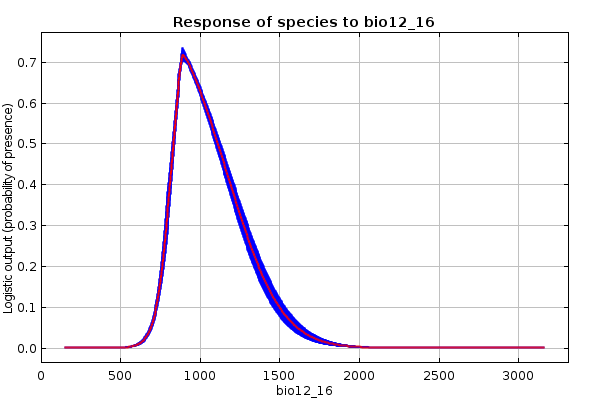 Response of species to bio12_16
Logistic output (probability of presence)
0.7
0.6
0.5
0.4
0.3
0.2
0.1
0.0
0 500 1000 1500 2000 2500 3000
bio12_16